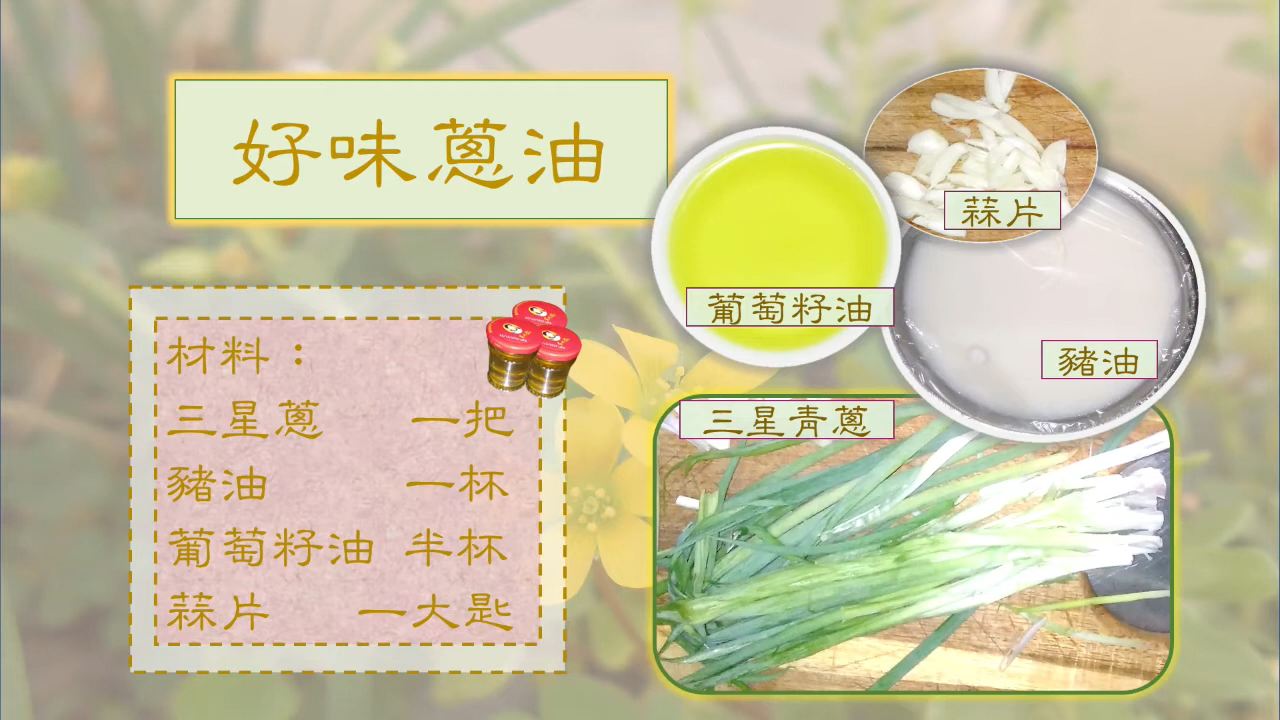 好味蔥油
材料：
三星蔥 一把
豬油 一杯
葡萄籽油 半杯
蒜片 一大匙
蒜片
葡萄籽油
豬油
三星青蔥